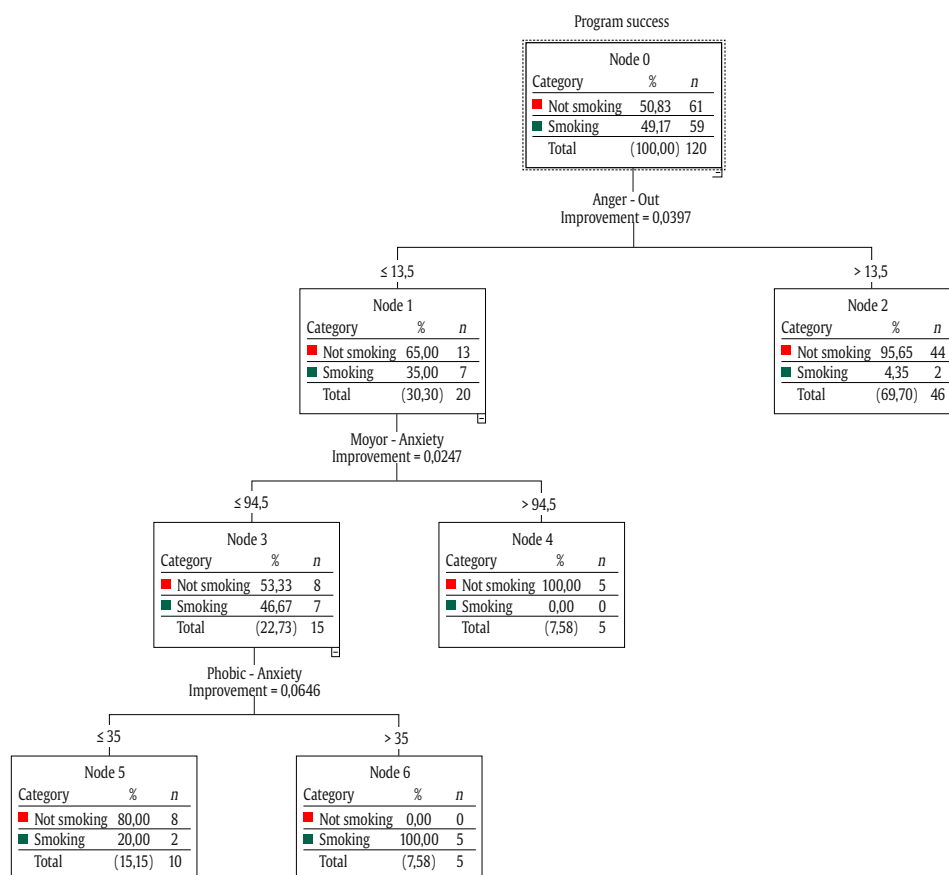 Program success
Node 0
Category % n
Not smoking 50,83 61
Smoking 49,17 59
Total (100,00) 120
Anger - Out
Improvement = 0,0397
≤ 13,5
> 13,5
Node 1
Category % n
Not smoking 65,00 13
Smoking 35,00 7
Total (30,30) 20
Node 2
Category % n
Not smoking 95,65 44
Smoking 4,35 2
Total (69,70) 46
Moyor - Anxiety
Improvement = 0,0247
≤ 94,5
> 94,5
Node 3
Category % n
Not smoking 53,33 8
Smoking 46,67 7
Total (22,73) 15
Node 4
Category % n
Not smoking 100,00 5
Smoking 0,00 0
Total (7,58) 5
Phobic - Anxiety
Improvement = 0,0646
≤ 35
> 35
Node 5
Category % n
Not smoking 80,00 8
Smoking 20,00 2
Total (15,15) 10
Node 6
Category % n
Not smoking 0,00 0
Smoking 100,00 5
Total (7,58) 5